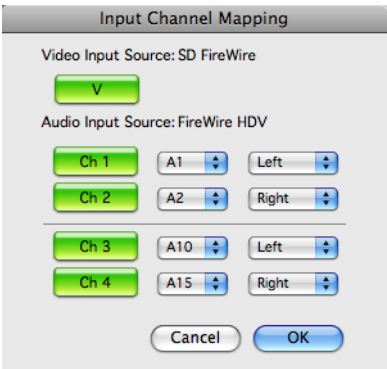 Input Channel Mapping
Video Input Source: SD FireWire
V
Audio Input Source: FireWire HDV
Ch 1 A1 Left
Ch 2 A2 Right
Ch 3 A10 Left
Ch 4 A15 Right
Cancel OK